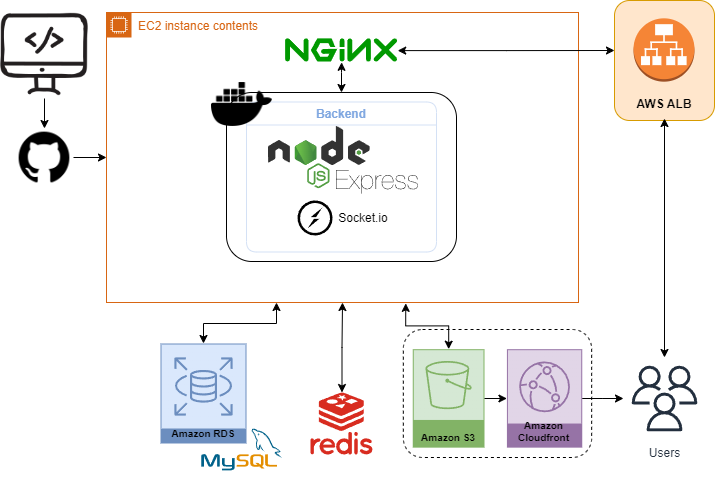 </>
EC2 instance contents
NGINX
AWS ALB
Backend
node
JS
Express
Socket.io
Amazon RDS
MySQL
redis
Amazon S3
Amazon
Cloudfront
Users